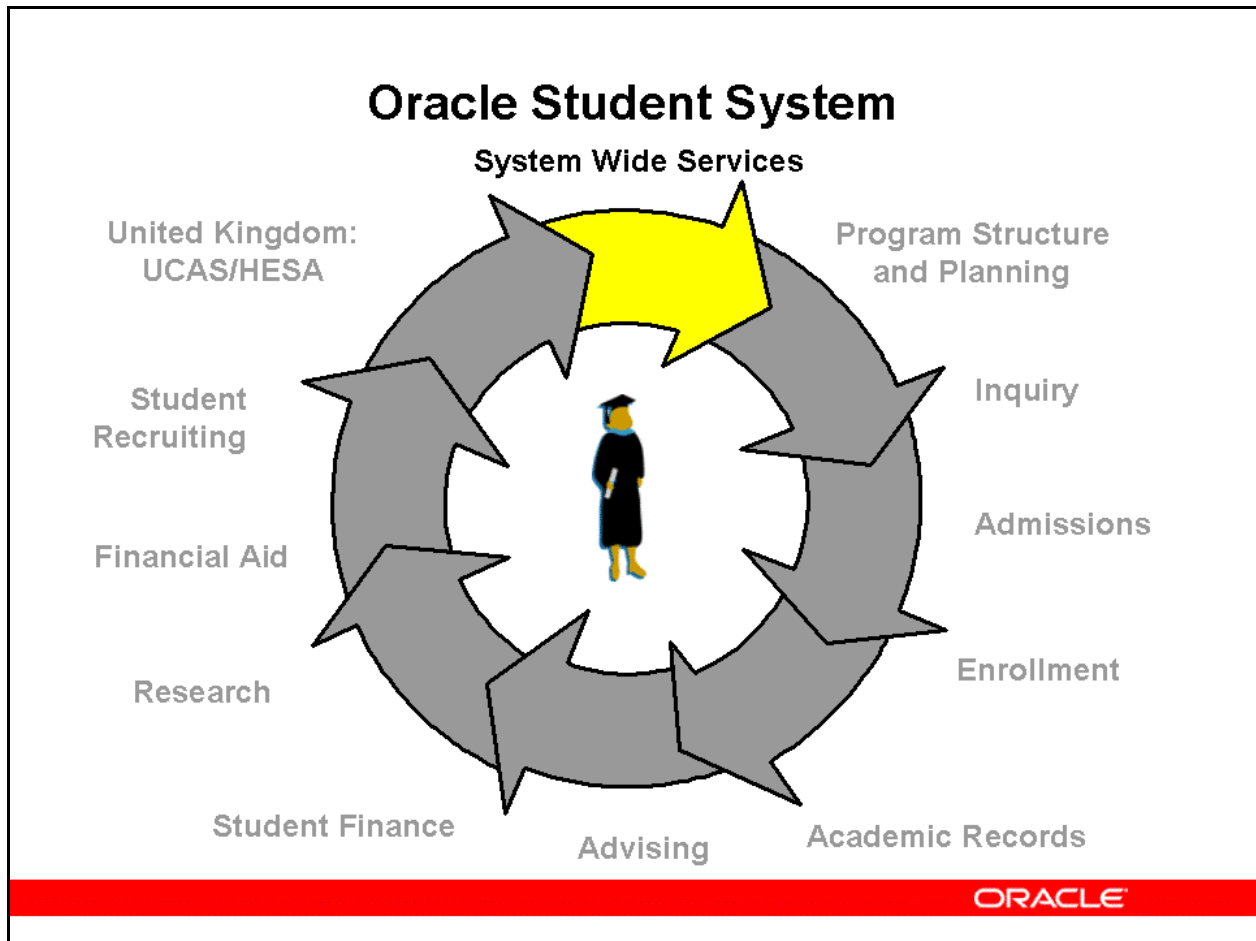 Oracle Student System
System Wide Services
United Kingdom:
UCAS/HESA
Program Structure
and Planning
Student
Recruiting
Inquiry
Financial Aid
Admissions
Research
Enrollment
Student Finance
Advising
Academic Records
ORACLE